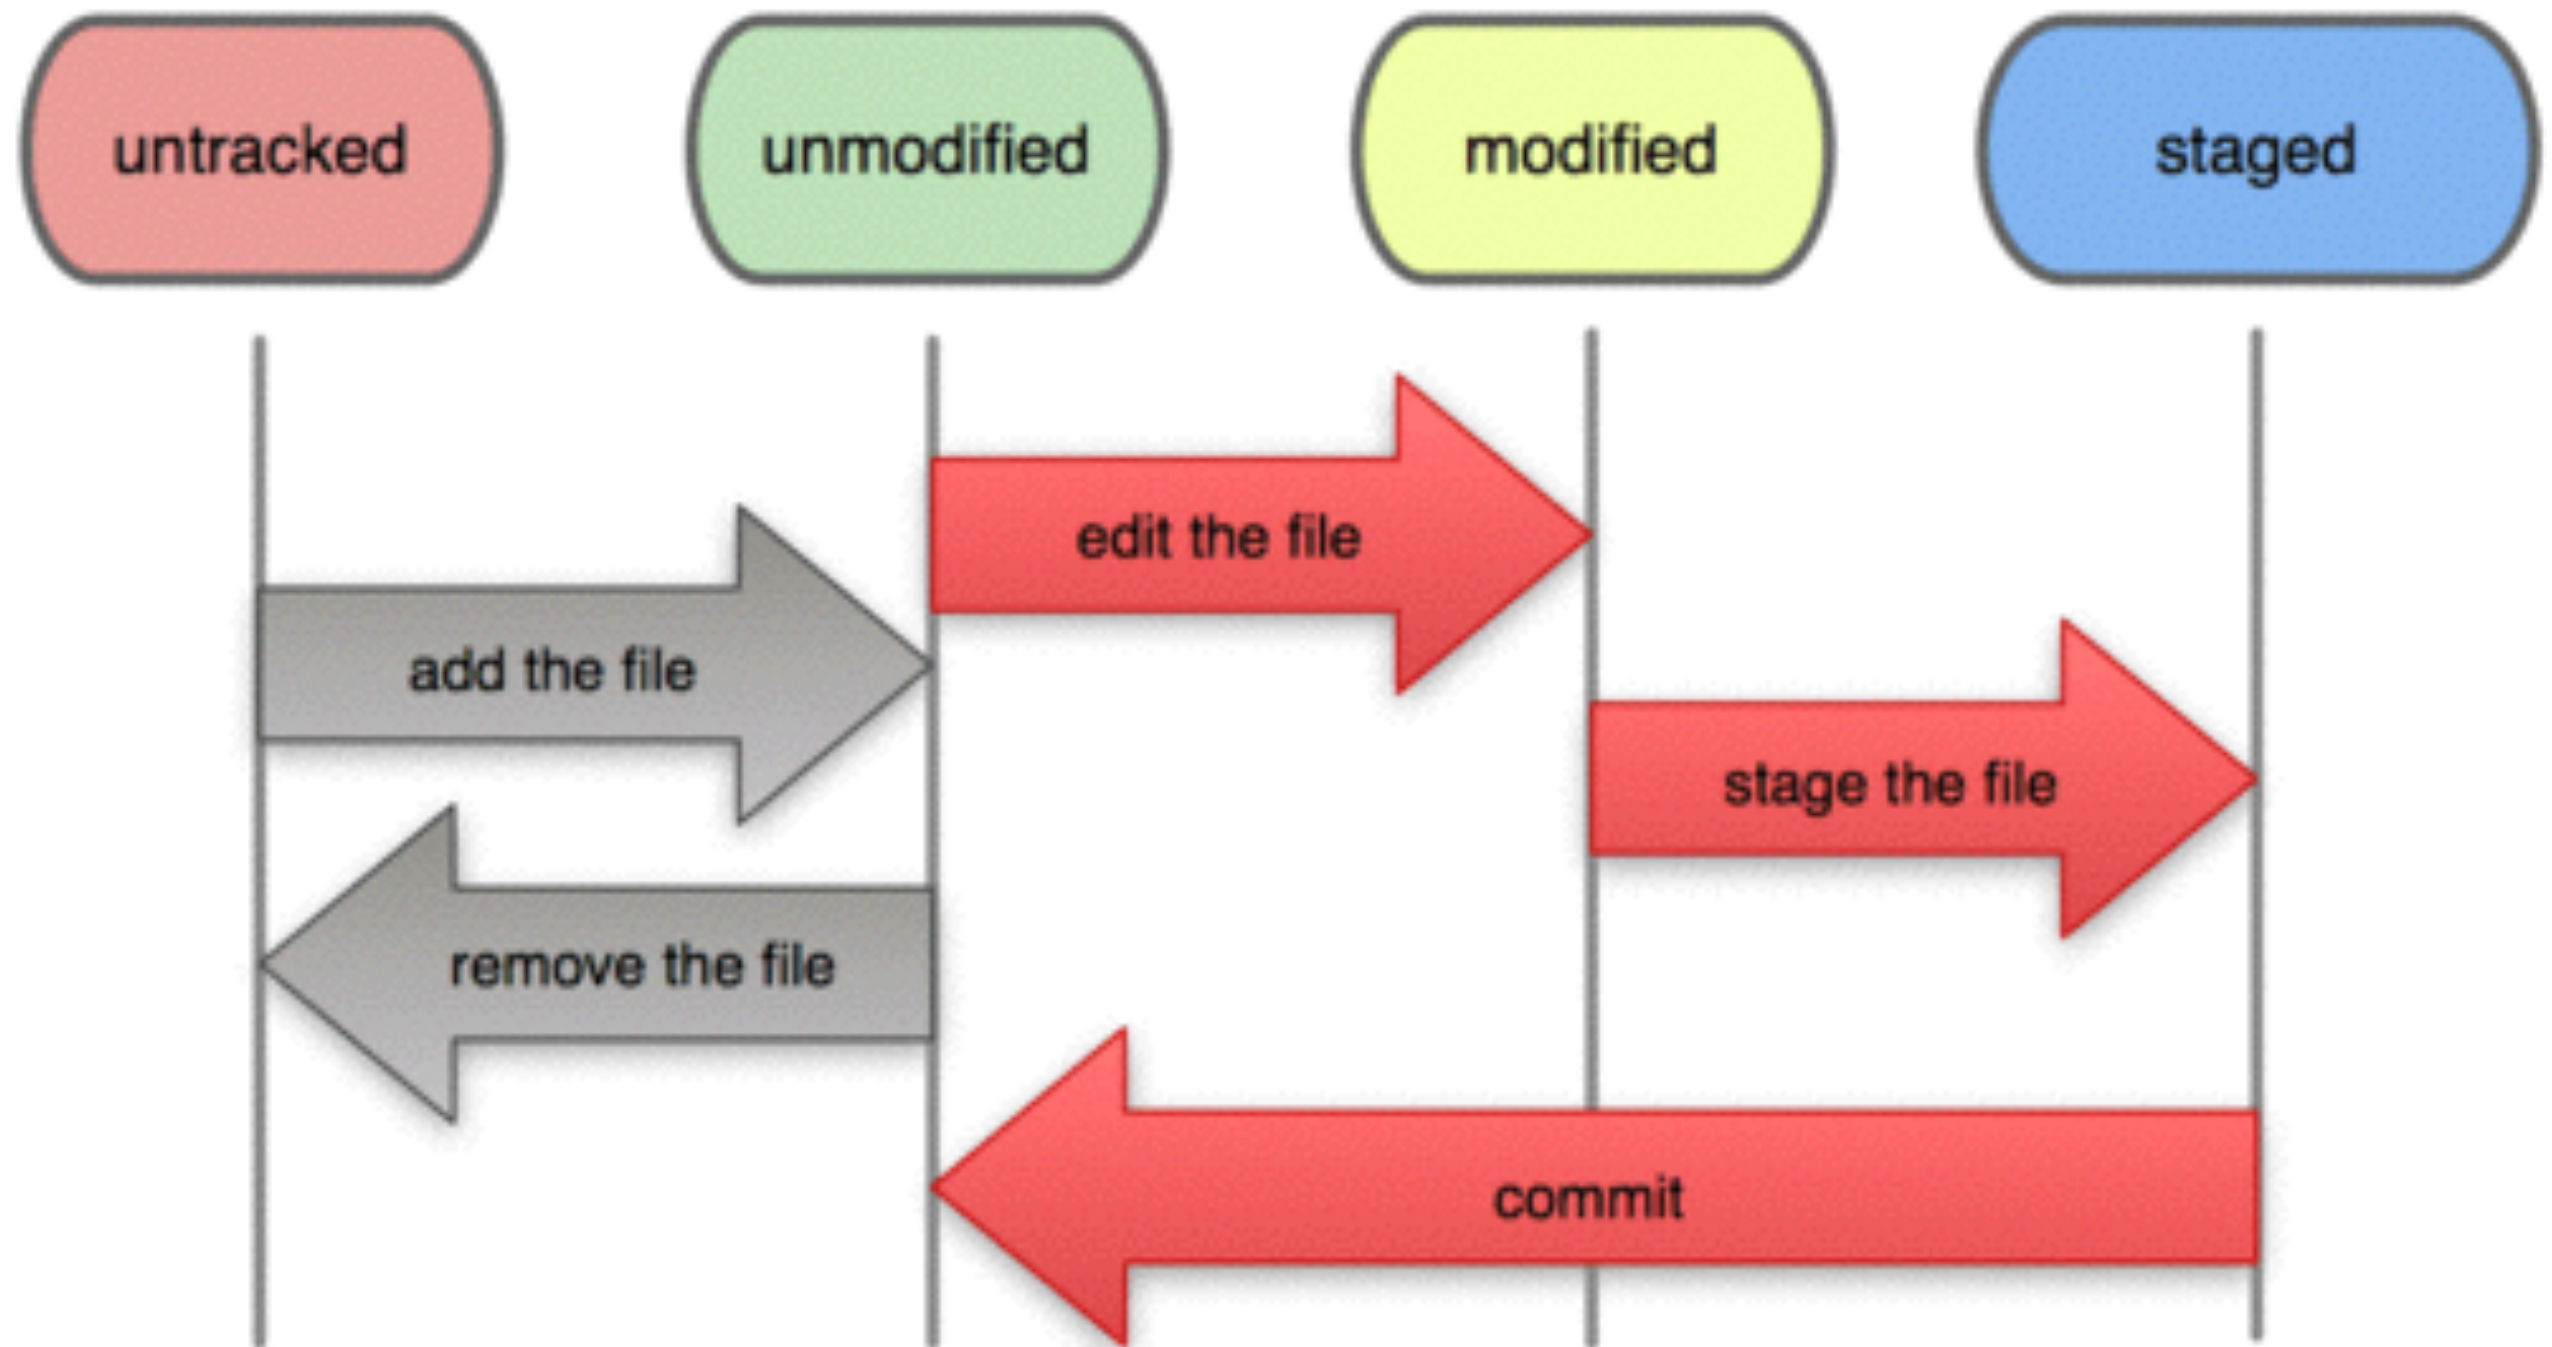 untracked
unmodified
modified
staged
edit the file
add the file
stage the file
remove the file
commit